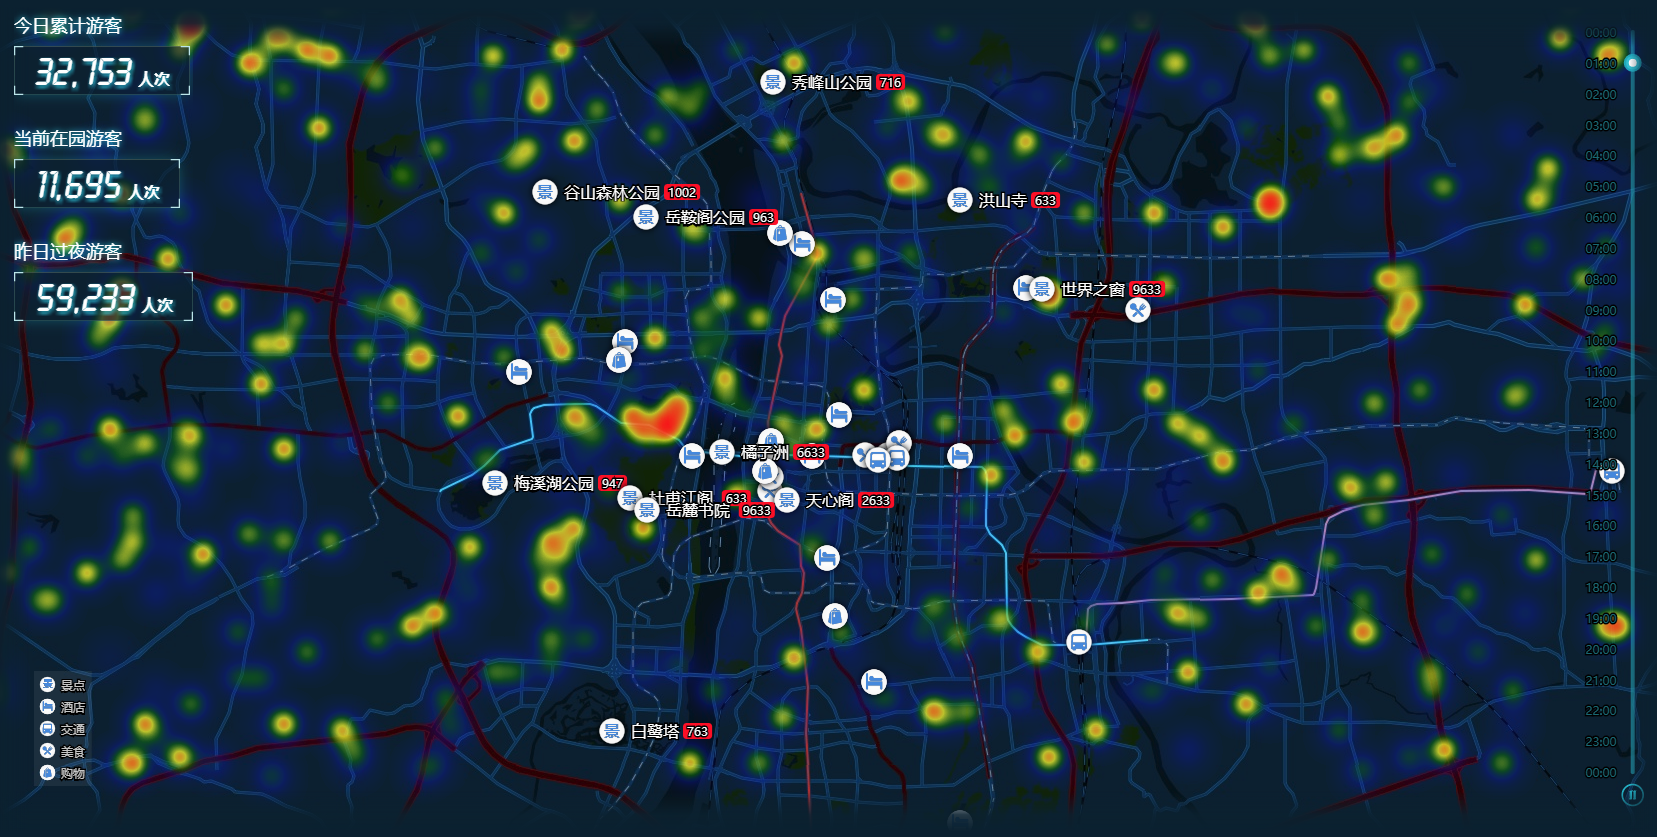 今日累计游客
32,753 人次
当前在园游客
11,695 人次
昨日过夜游客
59,233 人次
秀峰山公园 716
谷山森林公园 1002
岳鞍阁公园 963
洪山寺 633
世界之窗 9633
橘子洲 6633
梅溪湖公园 947
杜甫江阁 633
岳麓书院 9633
天心阁 2633
白鹭塔 763
景
景
景
景
景
景
景
景
景
景
景
景点
酒店
交通
美食
购物
00:00
01:00
02:00
03:00
04:00
05:00
06:00
07:00
08:00
09:00
10:00
11:00
12:00
13:00
14:00
15:00
16:00
17:00
18:00
19:00
20:00
21:00
22:00
23:00
00:00